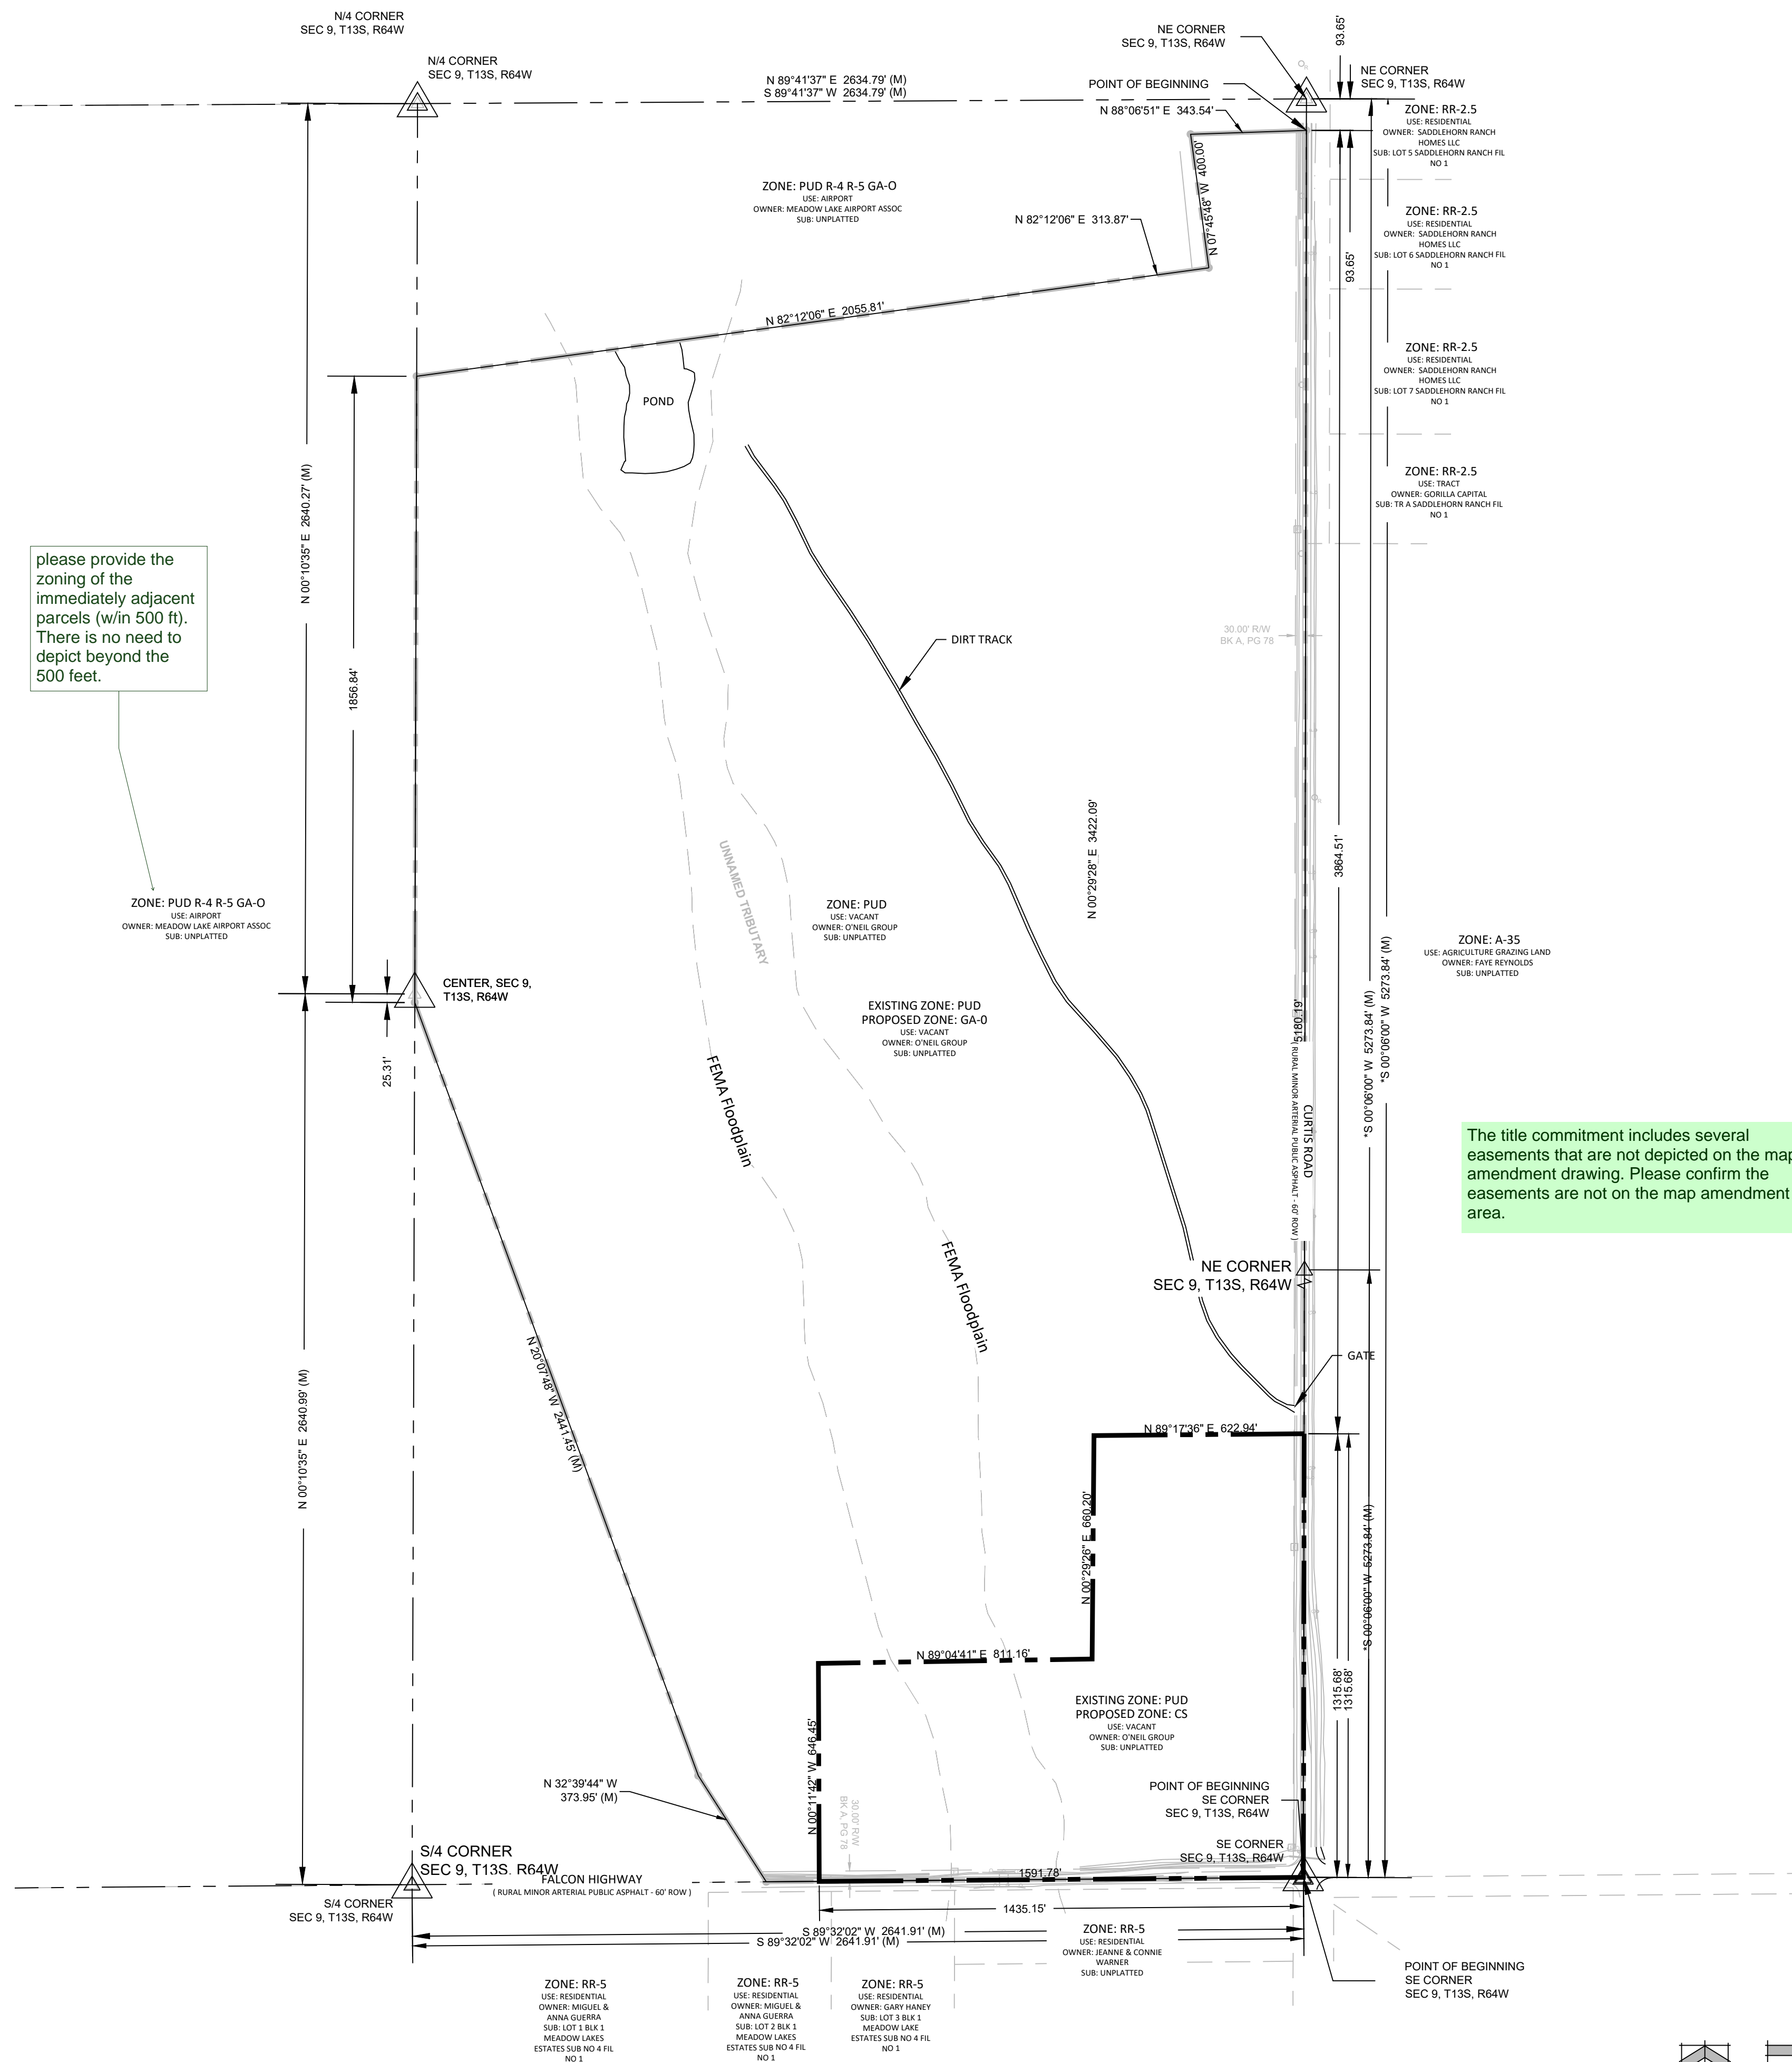 N/4 CORNER
SEC 9, T13S, R64W
N/4 CORNER
SEC 9, T13S, R64W
N 89°41'37" E  2634.79' (M)
S 89°41'37" W  2634.79' (M)
NE CORNER
SEC 9, T13S, R64W
POINT OF BEGINNING
N 88°06'51" E  343.54'
93.65'
NE CORNER
SEC 9, T13S, R64W
ZONE: RR-2.5
USE: RESIDENTIAL
OWNER:  SADDLEHORN RANCH
HOMES LLC
SUB: LOT 5 SADDLEHORN RANCH FIL
NO 1
ZONE: PUD R-4 R-5 GA-O
USE: AIRPORT
OWNER: MEADOW LAKE AIRPORT ASSOC
SUB: UNPLATTED
N 07°45'48" W  400.00'
N 82°12'06" E  313.87'
93.65'
ZONE: RR-2.5
USE: RESIDENTIAL
OWNER:  SADDLEHORN RANCH
HOMES LLC
SUB: LOT 6 SADDLEHORN RANCH FIL
NO 1
N 82°12'06" E  2055.81'
POND
ZONE: RR-2.5
USE: RESIDENTIAL
OWNER:  SADDLEHORN RANCH
HOMES LLC
SUB: LOT 7 SADDLEHORN RANCH FIL
NO 1
ZONE: RR-2.5
USE: TRACT
OWNER: GORILLA CAPITAL
SUB: TR A SADDLEHORN RANCH FIL
NO 1
N 00°10'35" E  2640.27' (M)
1856.84'
please provide the
zoning of the
immediately adjacent
parcels (w/in 500 ft).
There is no need to
depict beyond the
500 feet.
DIRT TRACK
30.00' R/W
BK A, PG 78
N 00°29'28" E  3422.09'
3864.51'
UNNAMED TRIBUTARY
ZONE: PUD R-4 R-5 GA-O
USE: AIRPORT
OWNER: MEADOW LAKE AIRPORT ASSOC
SUB: UNPLATTED
ZONE: PUD
USE: VACANT
OWNER: O'NEIL GROUP
SUB: UNPLATTED
ZONE: A-35
USE: AGRICULTURE GRAZING LAND
OWNER: FAYE REYNOLDS
SUB: UNPLATTED
CENTER, SEC 9,
T13S, R64W
25.31'
EXISTING ZONE: PUD
PROPOSED ZONE: GA-0
USE: VACANT
OWNER: O'NEIL GROUP
SUB: UNPLATTED
5180.19'
CURTIS ROAD
( RURAL MINOR ARTERIAL PUBLIC ASPHALT - 60' ROW )
*S 00°06'00" W  5273.84' (M)
*S 00°06'00" W  5273.84' (M)
FEMA Floodplain
The title commitment includes several
easements that are not depicted on the map
amendment drawing. Please confirm the
easements are not on the map amendment
area.
FEMA Floodplain
NE CORNER
SEC 9, T13S, R64W
GATE
N 20°07'48" W  2441.45' (M)
N 00°10'35" E  2640.99' (M)
N 89°17'36" E  622.94'
N 00°29'26" E  660.20'
*S 00°06'00" W  5273.84' (M)
N 89°04'41" E  811.16'
1315.68'
1315.68'
EXISTING ZONE: PUD
PROPOSED ZONE: CS
USE: VACANT
OWNER: O'NEIL GROUP
SUB: UNPLATTED
N 00°11'42" W  646.45'
N 32°39'44" W
373.95' (M)
30.00' R/W
BK A, PG 78
POINT OF BEGINNING
SE CORNER
SEC 9, T13S, R64W
SE CORNER
SEC 9, T13S, R64W
S/4 CORNER
SEC 9, T13S, R64W
FALCON HIGHWAY
( RURAL MINOR ARTERIAL PUBLIC ASPHALT - 60' ROW )
1591.78'
S/4 CORNER
SEC 9, T13S, R64W
1435.15'
S 89°32'02" W  2641.91' (M)
S 89°32'02" W  2641.91' (M)
ZONE: RR-5
USE: RESIDENTIAL
OWNER: JEANNE & CONNIE
WARNER
SUB: UNPLATTED
POINT OF BEGINNING
SE CORNER
SEC 9, T13S, R64W
ZONE: RR-5
USE: RESIDENTIAL
OWNER: MIGUEL &
ANNA GUERRA
SUB: LOT 1 BLK 1
MEADOW LAKES
ESTATES SUB NO 4 FIL
NO 1
ZONE: RR-5
USE: RESIDENTIAL
OWNER: MIGUEL &
ANNA GUERRA
SUB: LOT 2 BLK 1
MEADOW LAKES
ESTATES SUB NO 4 FIL
NO 1
ZONE: RR-5
USE: RESIDENTIAL
OWNER: GARY HANEY
SUB: LOT 3 BLK 1
MEADOW LAKE
ESTATES SUB NO 4 FIL
NO 1